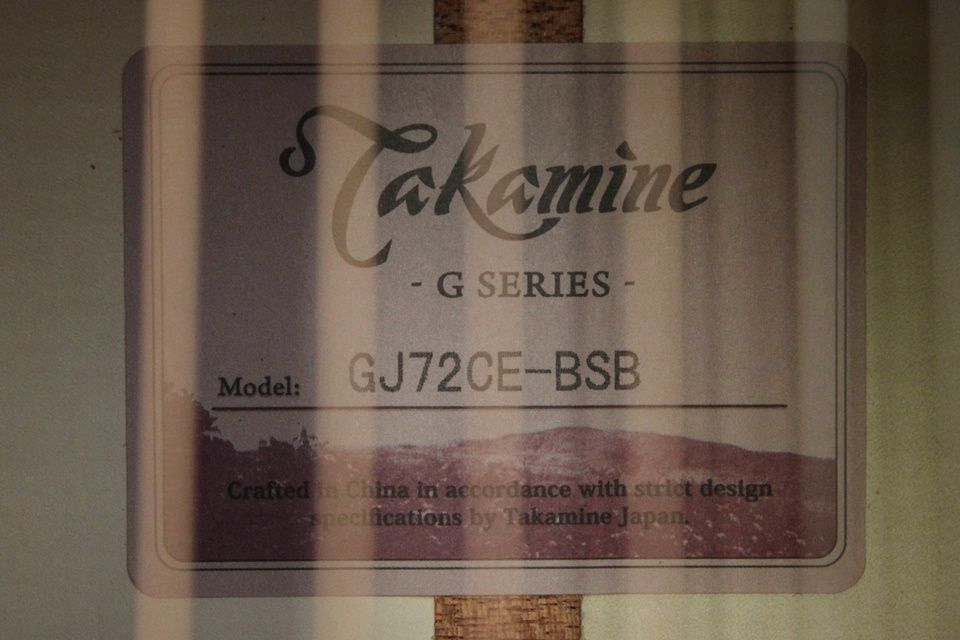 Takamine
- G SERIES -
Model: GJ72CE-BSB
Crafted in China in accordance with strict design
specifications by Takamine Japan.